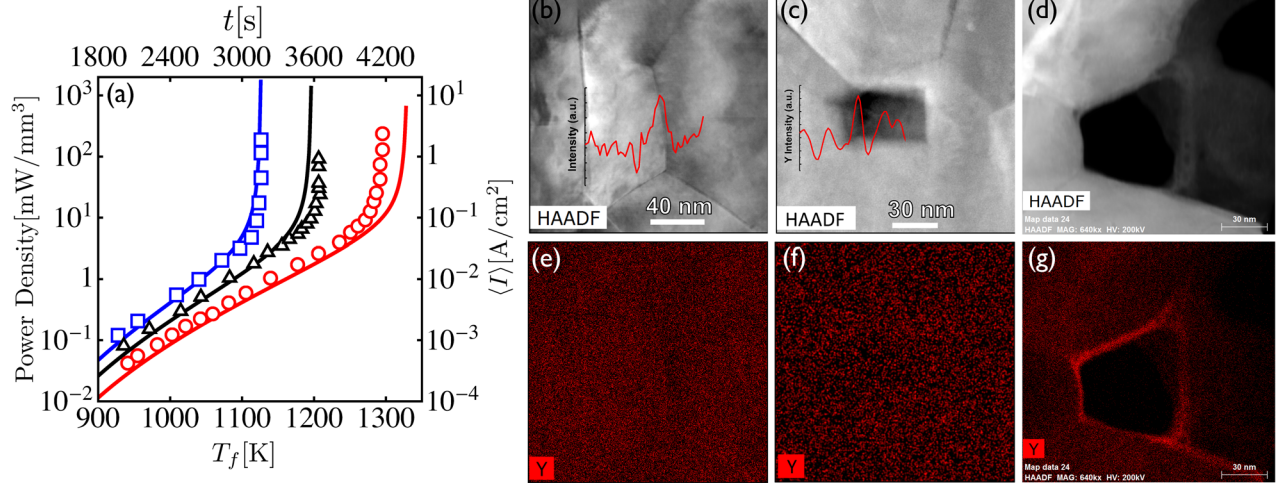 t[s]
1800 2400 3000 3600 4200
(a)
Power Density[mW/mm³]
10³
10²
10
1
10⁻¹
10⁻²
10¹
1
10⁻¹
10⁻²
10⁻³
10⁻⁴
⟨I⟩[A/cm²]
900 1000 1100 1200 1300
T_f[K]
(b)
Intensity (a.u.)
HAADF
40 nm
(c)
Y Intensity (a.u.)
HAADF
30 nm
(d)
HAADF
Map data 24
HAADF MAG: 640kx HV: 200kV
30 nm
(e)
Y
(f)
Y
(g)
Y
Map data 24
HAADF MAG: 640kx HV: 200kV
30 nm